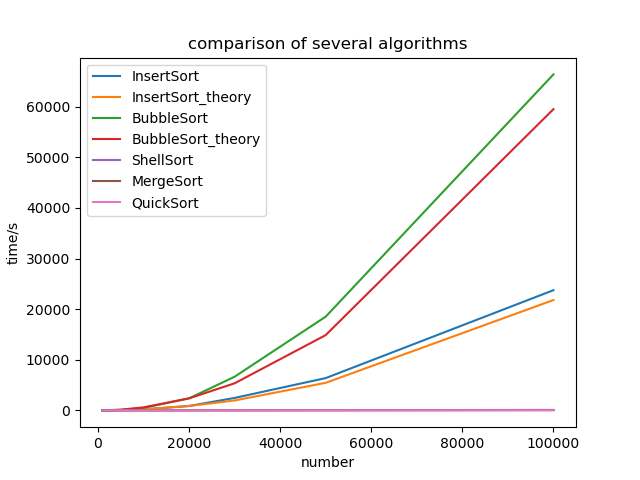 comparison of several algorithms
InsertSort
InsertSort_theory
BubbleSort
BubbleSort_theory
ShellSort
MergeSort
QuickSort
60000
50000
40000
30000
20000
10000
0
time/s
0 20000 40000 60000 80000 100000
number